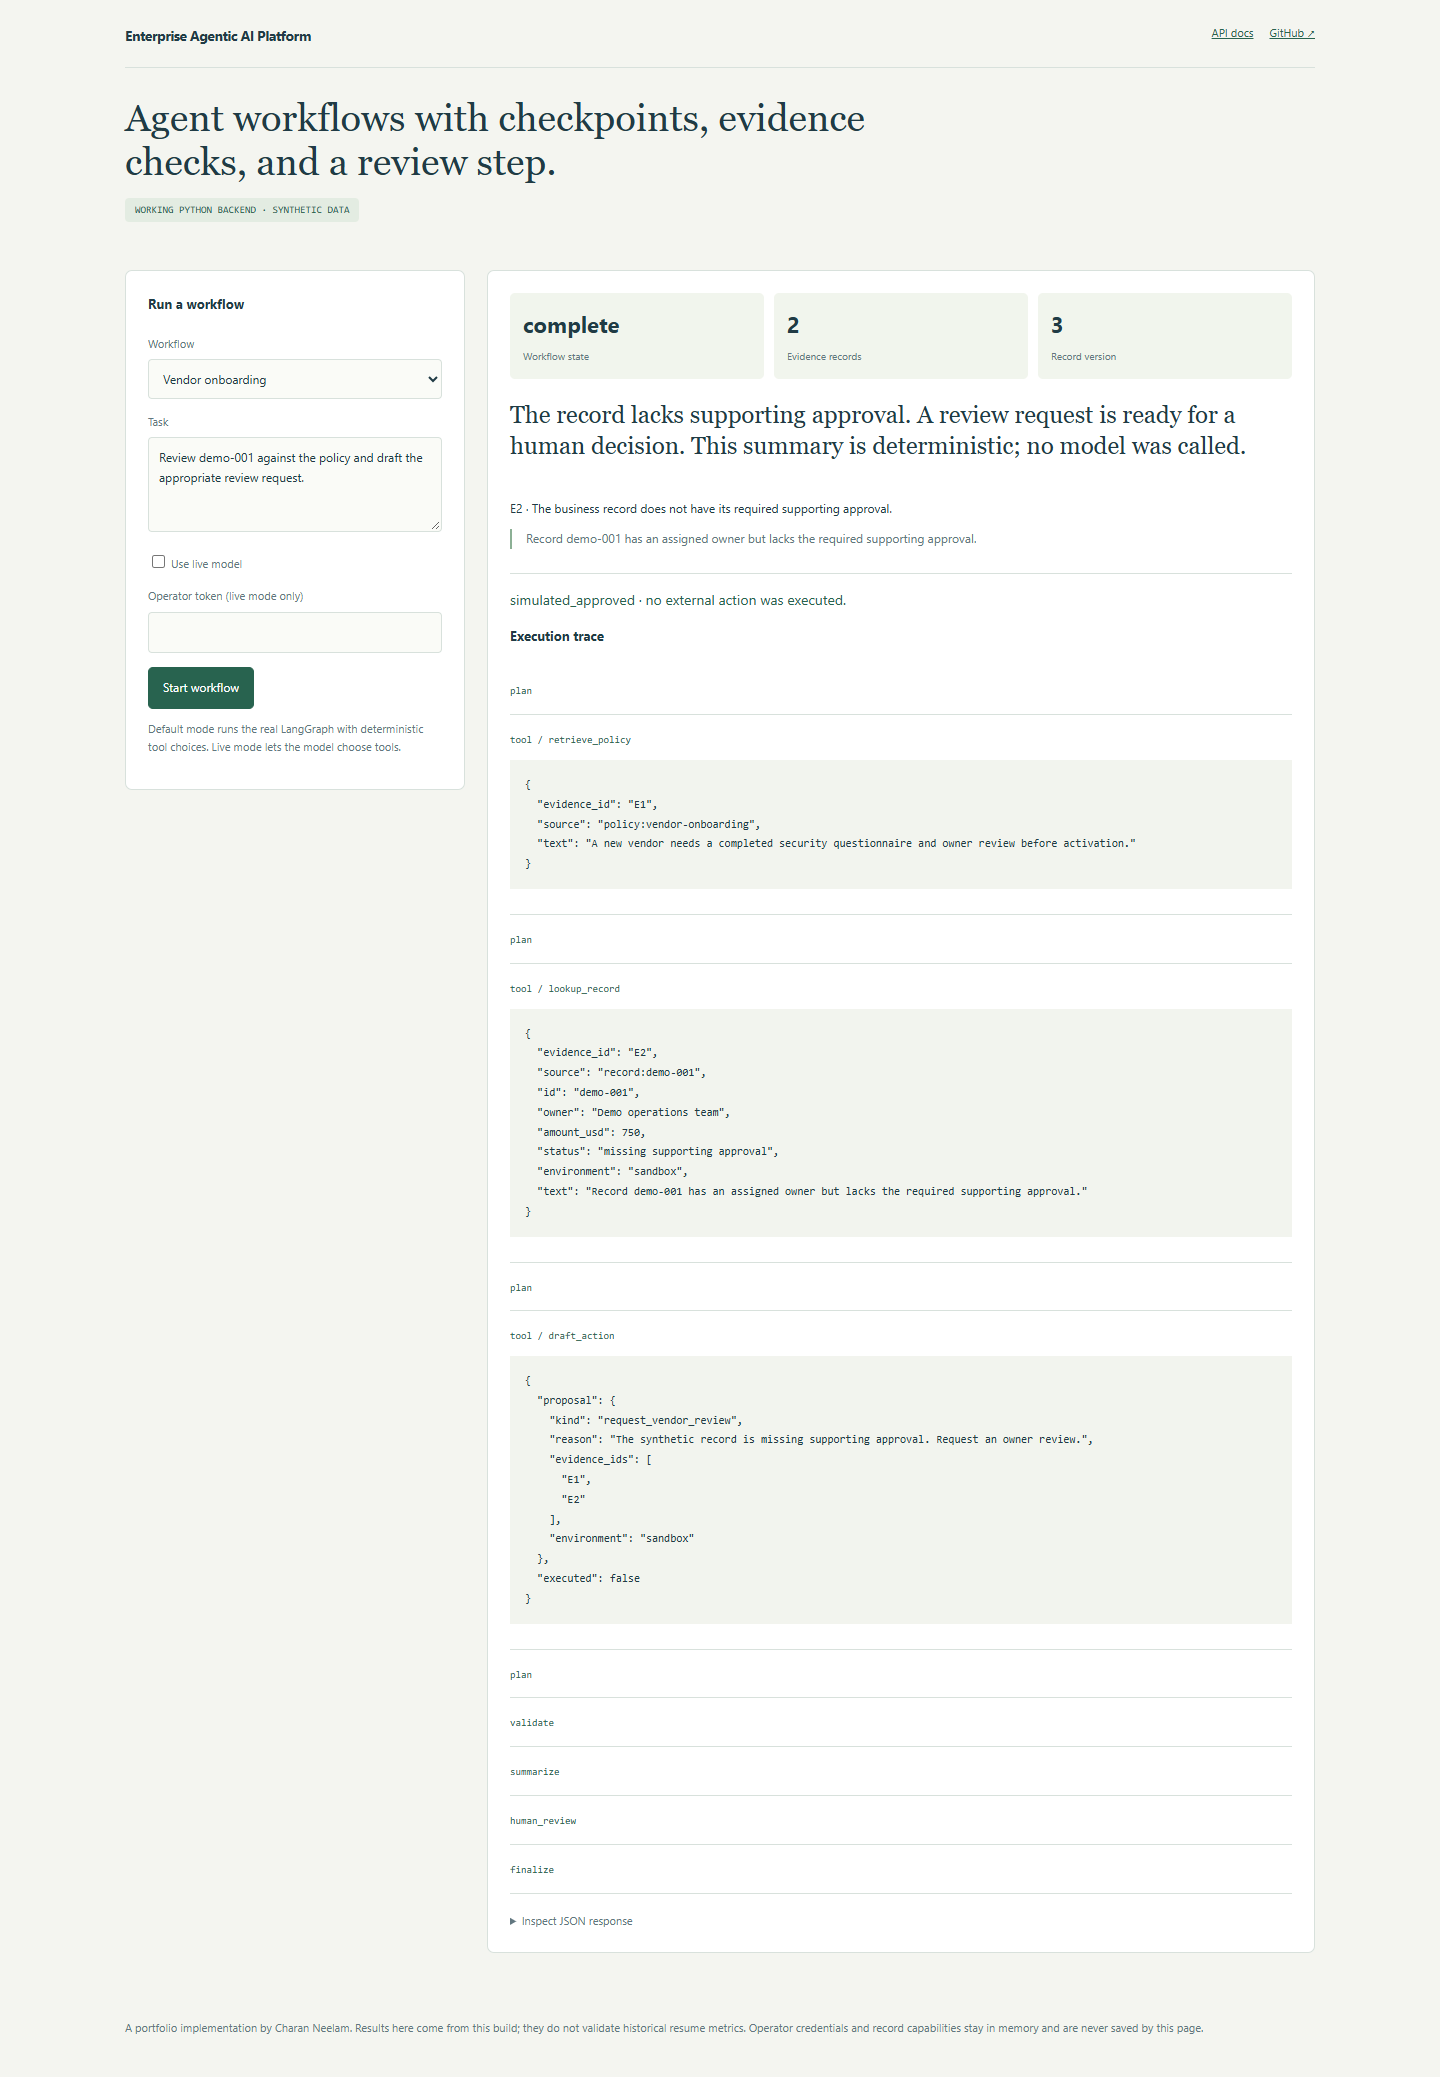 Enterprise Agentic AI Platform
API docs GitHub ↗
Agent workflows with checkpoints, evidence
checks, and a review step.
WORKING PYTHON BACKEND · SYNTHETIC DATA
Run a workflow
Workflow
Vendor onboarding
Task
Review demo-001 against the policy and draft the
appropriate review request.
Use live model
Operator token (live mode only)
Start workflow
Default mode runs the real LangGraph with deterministic
tool choices. Live mode lets the model choose tools.
complete
Workflow state
2
Evidence records
3
Record version
The record lacks supporting approval. A review request is ready for a
human decision. This summary is deterministic; no model was called.
E2 · The business record does not have its required supporting approval.
Record demo-001 has an assigned owner but lacks the required supporting approval.
simulated_approved · no external action was executed.
Execution trace
plan
tool / retrieve_policy
{
  "evidence_id": "E1",
  "source": "policy:vendor-onboarding",
  "text": "A new vendor needs a completed security questionnaire and owner review before activation."
}
plan
tool / lookup_record
{
  "evidence_id": "E2",
  "source": "record:demo-001",
  "id": "demo-001",
  "owner": "Demo operations team",
  "amount_usd": 750,
  "status": "missing supporting approval",
  "environment": "sandbox",
  "text": "Record demo-001 has an assigned owner but lacks the required supporting approval."
}
plan
tool / draft_action
{
  "proposal": {
    "kind": "request_vendor_review",
    "reason": "The synthetic record is missing supporting approval. Request an owner review.",
    "evidence_ids": [
      "E1",
      "E2"
    ],
    "environment": "sandbox"
  },
  "executed": false
}
plan
validate
summarize
human_review
finalize
▶ Inspect JSON response
A portfolio implementation by Charan Neelam. Results here come from this build; they do not validate historical resume metrics. Operator credentials and record capabilities stay in memory and are never saved by this page.